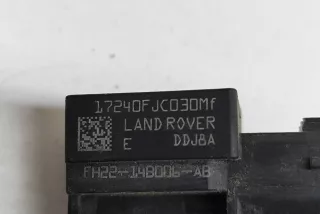 17240FJC030Mf
LAND ROVER
E DDJ8A
FH22-14B006-AB